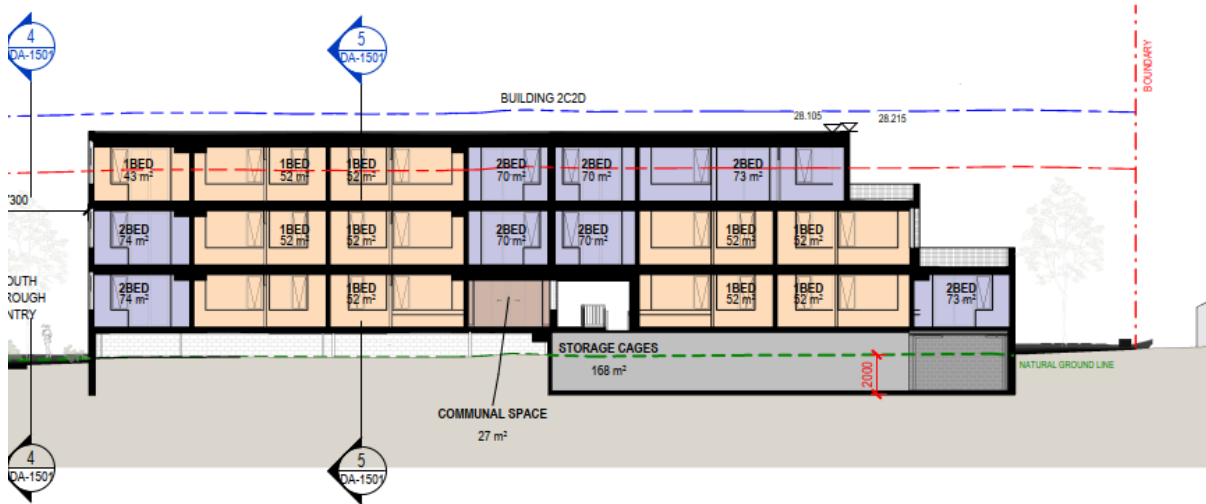 4
DA-1501
5
DA-1501
BUILDING 2C2D
BOUNDARY
28.105
28.215
1BED
43 m²
1BED
52 m²
1BED
52 m²
2BED
70 m²
2BED
70 m²
2BED
73 m²
300
2BED
74 m²
1BED
52 m²
1BED
52 m²
2BED
70 m²
2BED
70 m²
1BED
52 m²
1BED
52 m²
2BED
74 m²
1BED
52 m²
1BED
52 m²
1BED
52 m²
1BED
52 m²
2BED
73 m²
OUTH
ROUGH
NTRY
STORAGE CAGES
168 m²
2000
NATURAL GROUND LINE
COMMUNAL SPACE
27 m²
4
DA-1501
5
DA-1501